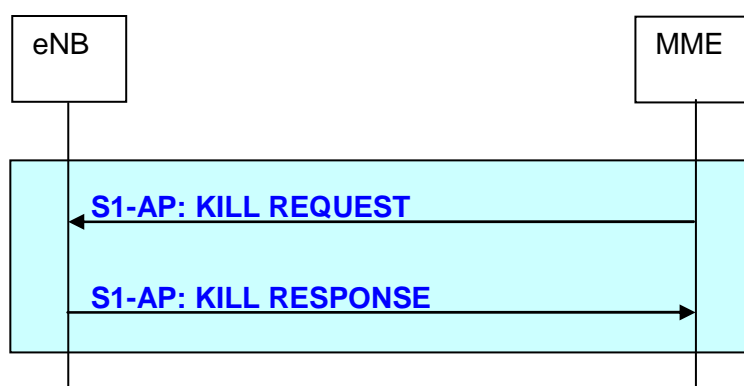 eNB
MME
S1-AP: KILL REQUEST
S1-AP: KILL RESPONSE